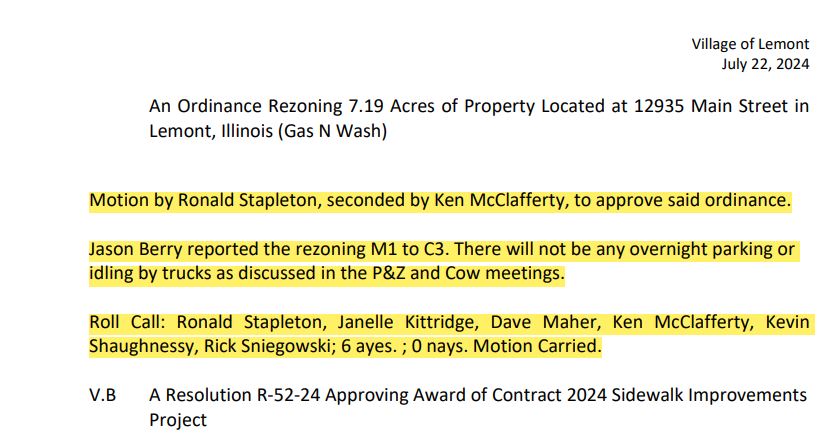 Village of Lemont
July 22, 2024
An Ordinance Rezoning 7.19 Acres of Property Located at 12935 Main Street in
Lemont, Illinois (Gas N Wash)
Motion by Ronald Stapleton, seconded by Ken McClafferty, to approve said ordinance.
Jason Berry reported the rezoning M1 to C3. There will not be any overnight parking or
idling by trucks as discussed in the P&Z and Cow meetings.
Roll Call: Ronald Stapleton, Janelle Kittridge, Dave Maher, Ken McClafferty, Kevin
Shaughnessy, Rick Sniegowski; 6 ayes. ; 0 nays. Motion Carried.
V.B A Resolution R-52-24 Approving Award of Contract 2024 Sidewalk Improvements
Project